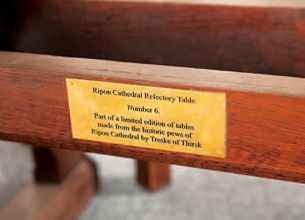 Ripon Cathedral Refectory Table
Number 6.
Part of a limited edition of tables
made from the historic pews of
Ripon Cathedral by Treske of Thirsk